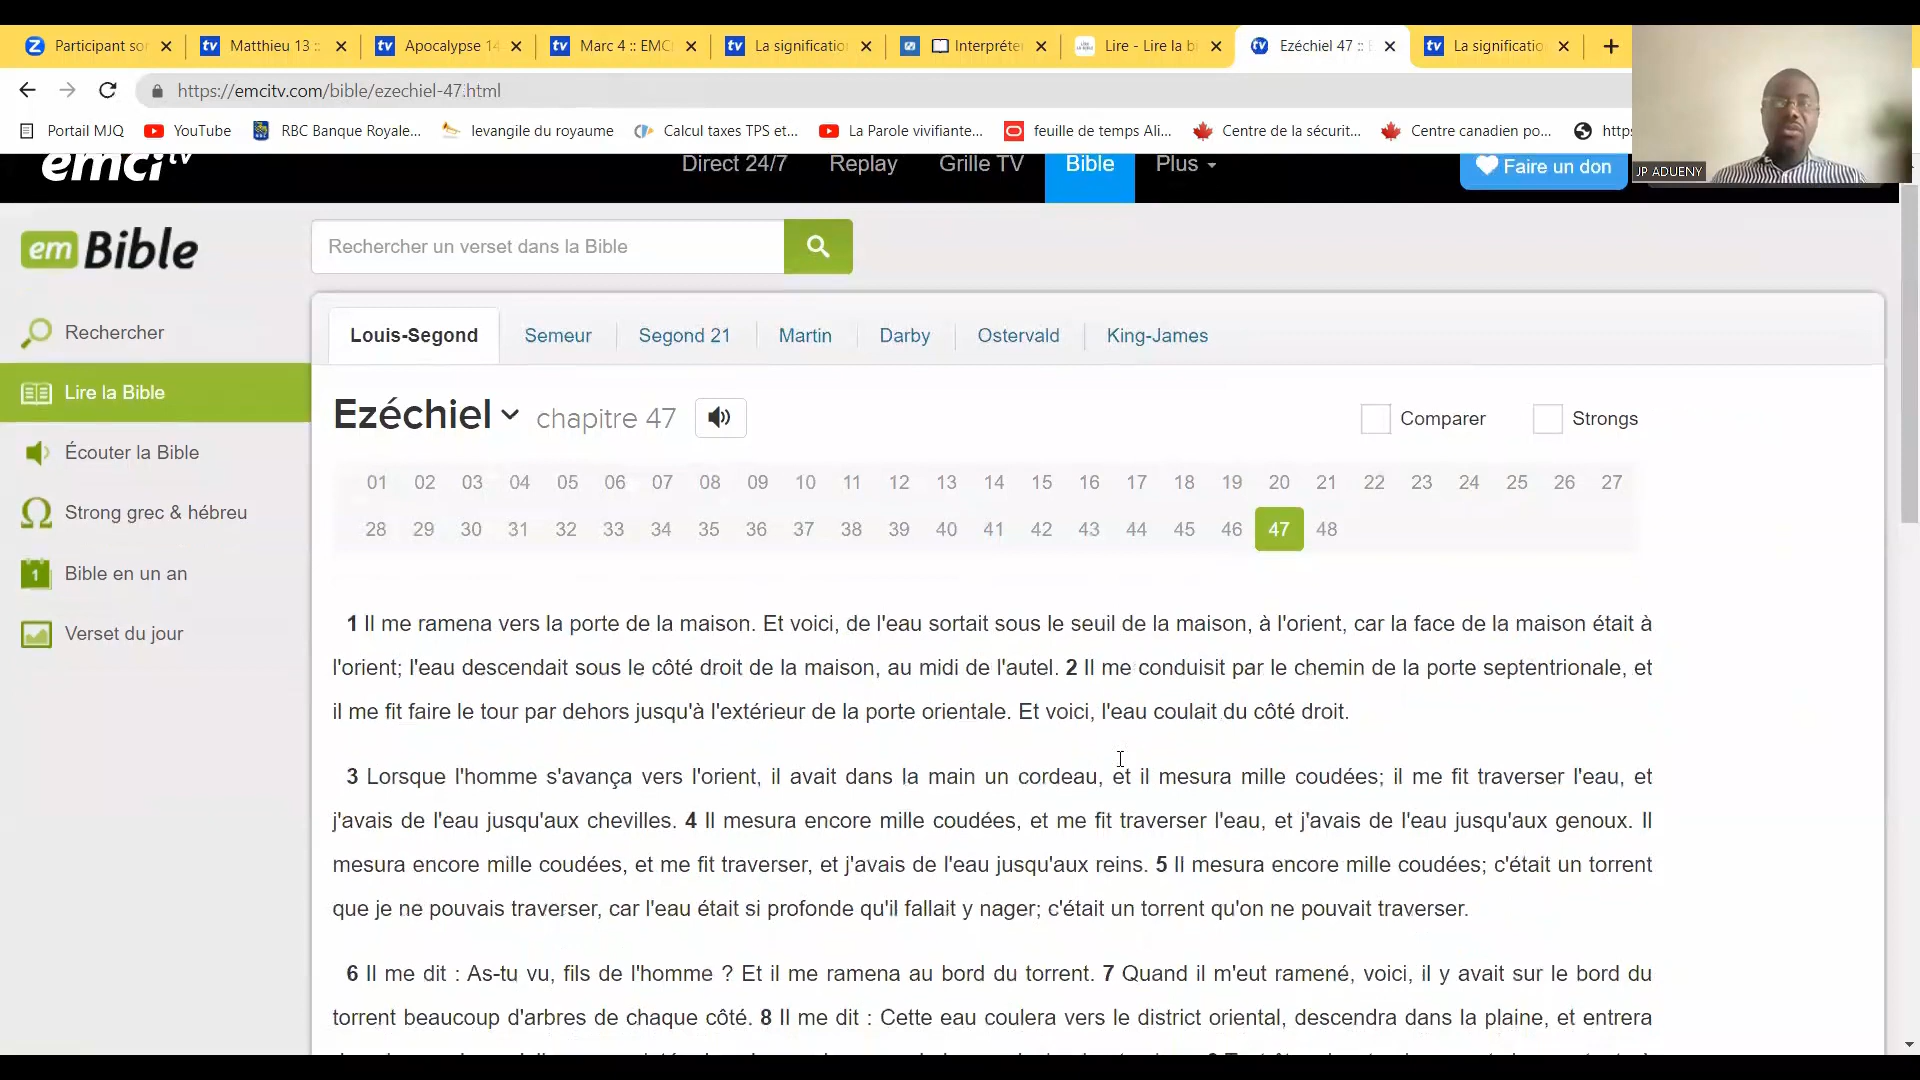 Participant so
Matthieu 13 ::
Apocalypse 14
Marc 4 :: EMC
La significatio
Interpréte
Lire - Lire la b
Ezéchiel 47 ::
La significatio
https://emcitv.com/bible/ezechiel-47.html
Portail MJQ
YouTube
RBC Banque Royale...
levangile du royaume
Calcul taxes TPS et...
La Parole vivifiante...
feuille de temps Ali...
Centre de la sécurit...
Centre canadien po...
https
JP ADUENY
emci tv
Direct 24/7
Replay
Grille TV
Bible
Plus
Faire un don
em Bible
Rechercher un verset dans la Bible
Rechercher
Lire la Bible
Écouter la Bible
Strong grec & hébreu
1
Bible en un an
Verset du jour
Louis-Segond
Semeur
Segond 21
Martin
Darby
Ostervald
King-James
Ezéchiel chapitre 47
Comparer
Strongs
01 02 03 04 05 06 07 08 09 10 11 12 13 14 15 16 17 18 19 20 21 22 23 24 25 26 27
28 29 30 31 32 33 34 35 36 37 38 39 40 41 42 43 44 45 46 47 48
1 Il me ramena vers la porte de la maison. Et voici, de l'eau sortait sous le seuil de la maison, à l'orient, car la face de la maison était à
l'orient; l'eau descendait sous le côté droit de la maison, au midi de l'autel. 2 Il me conduisit par le chemin de la porte septentrionale, et
il me fit faire le tour par dehors jusqu'à l'extérieur de la porte orientale. Et voici, l'eau coulait du côté droit.
3 Lorsque l'homme s'avança vers l'orient, il avait dans la main un cordeau, et il mesura mille coudées; il me fit traverser l'eau, et
j'avais de l'eau jusqu'aux chevilles. 4 Il mesura encore mille coudées, et me fit traverser l'eau, et j'avais de l'eau jusqu'aux genoux. Il
mesura encore mille coudées, et me fit traverser, et j'avais de l'eau jusqu'aux reins. 5 Il mesura encore mille coudées; c'était un torrent
que je ne pouvais traverser, car l'eau était si profonde qu'il fallait y nager; c'était un torrent qu'on ne pouvait traverser.
6 Il me dit : As-tu vu, fils de l'homme ? Et il me ramena au bord du torrent. 7 Quand il m'eut ramené, voici, il y avait sur le bord du
torrent beaucoup d'arbres de chaque côté. 8 Il me dit : Cette eau coulera vers le district oriental, descendra dans la plaine, et entrera